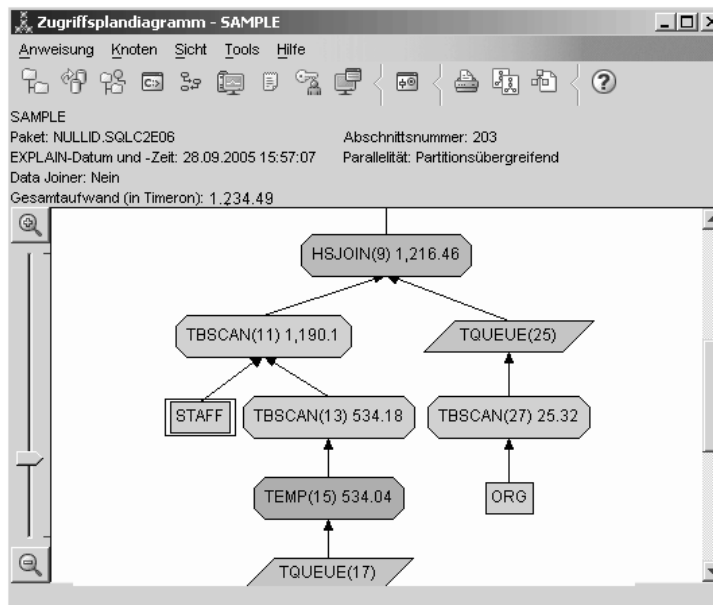 Zugriffsplandiagramm - SAMPLE
Anweisung Knoten Sicht Tools Hilfe
SAMPLE
Paket: NULLID.SQLC2E06 Abschnittsnummer: 203
EXPLAIN-Datum und -Zeit: 28.09.2005 15:57:07 Parallelität: Partitionsübergreifend
Data Joiner: Nein
Gesamtaufwand (in Timeron): 1.234.49
HSJOIN(9) 1,216.46
TBSCAN(11) 1,190.1 TQUEUE(25)
STAFF TBSCAN(13) 534.18 TBSCAN(27) 25.32
TEMP(15) 534.04 ORG
TQUEUE(17)